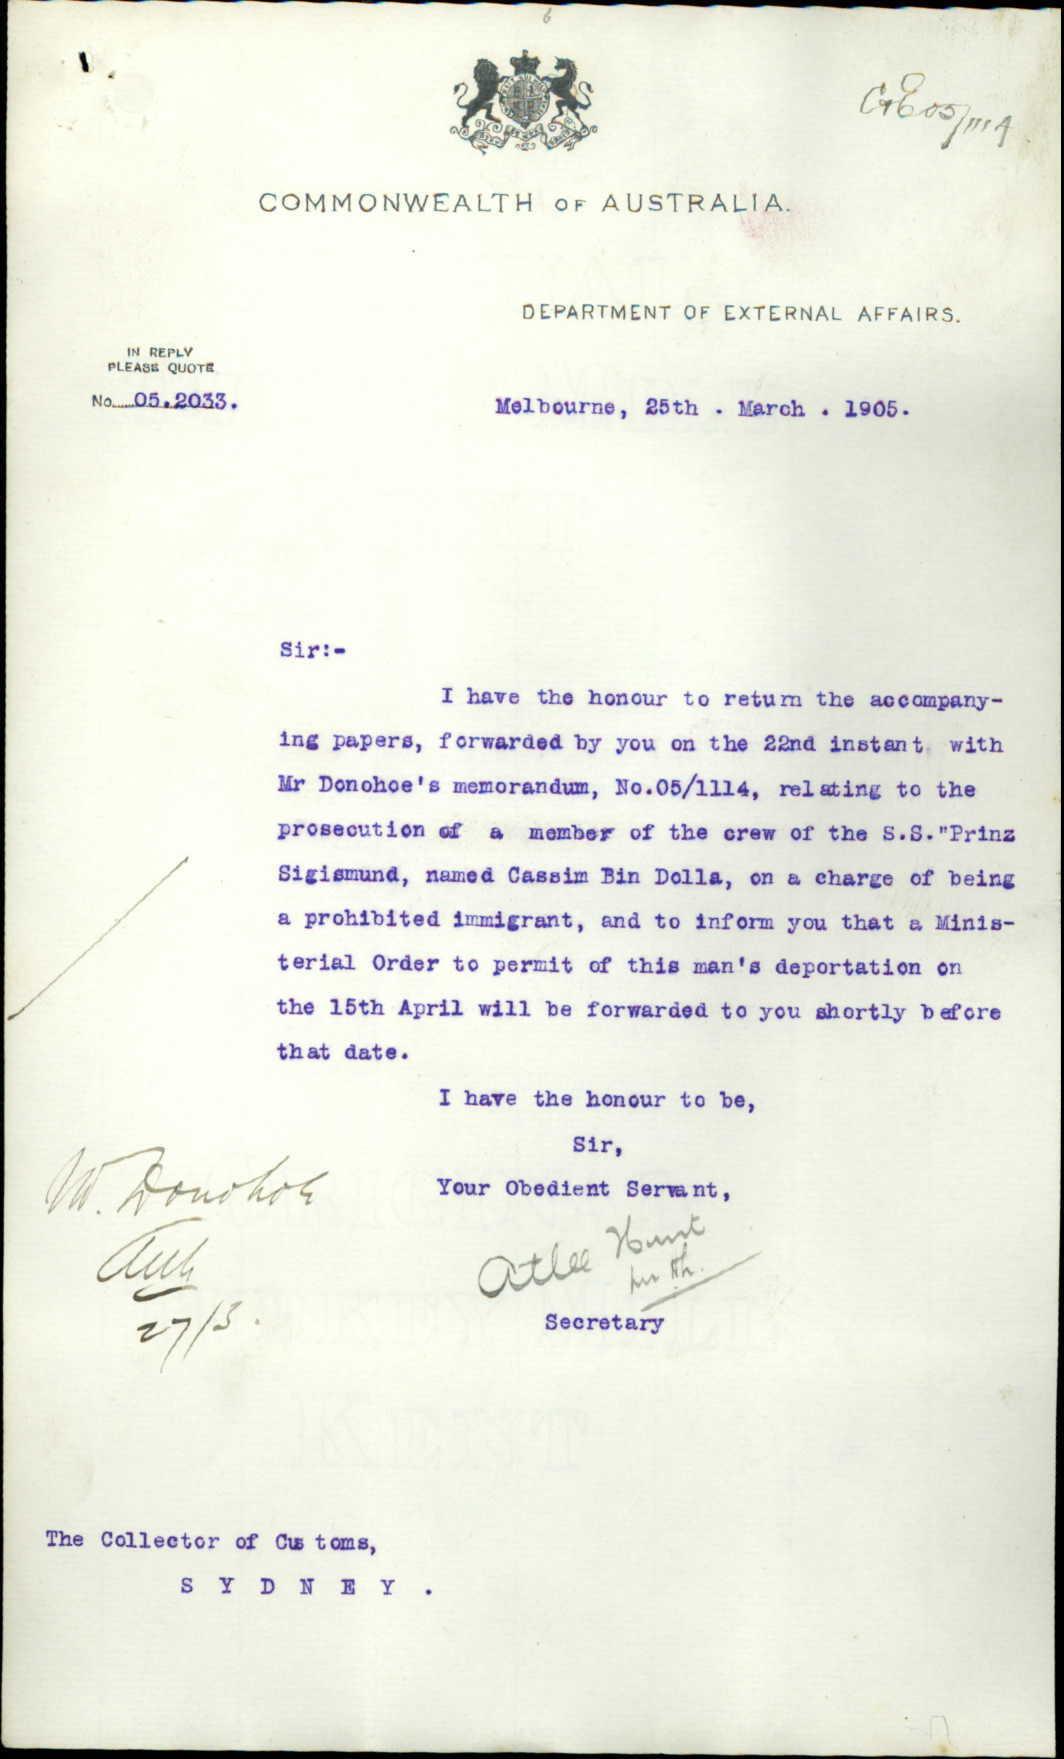 6
C&E 05/1114
COMMONWEALTH OF AUSTRALIA.
DEPARTMENT OF EXTERNAL AFFAIRS.
IN REPLY
PLEASE QUOTE
No. 05.2033.
Melbourne, 25th . March . 1905.
Sir:-
I have the honour to return the accompany-
ing papers, forwarded by you on the 22nd instant with
Mr Donohoe's memorandum, No.05/1114, relating to the
prosecution of a member of the crew of the S.S."Prinz
Sigismund, named Cassim Bin Dolla, on a charge of being
a prohibited immigrant, and to inform you that a Minis-
terial Order to permit of this man's deportation on
the 15th April will be forwarded to you shortly before
that date.
I have the honour to be,
Sir,
Your Obedient Servant,
Atlee Hunt
Secretary
Mr. Donohoe
27/3.
The Collector of Customs,
S Y D N E Y .